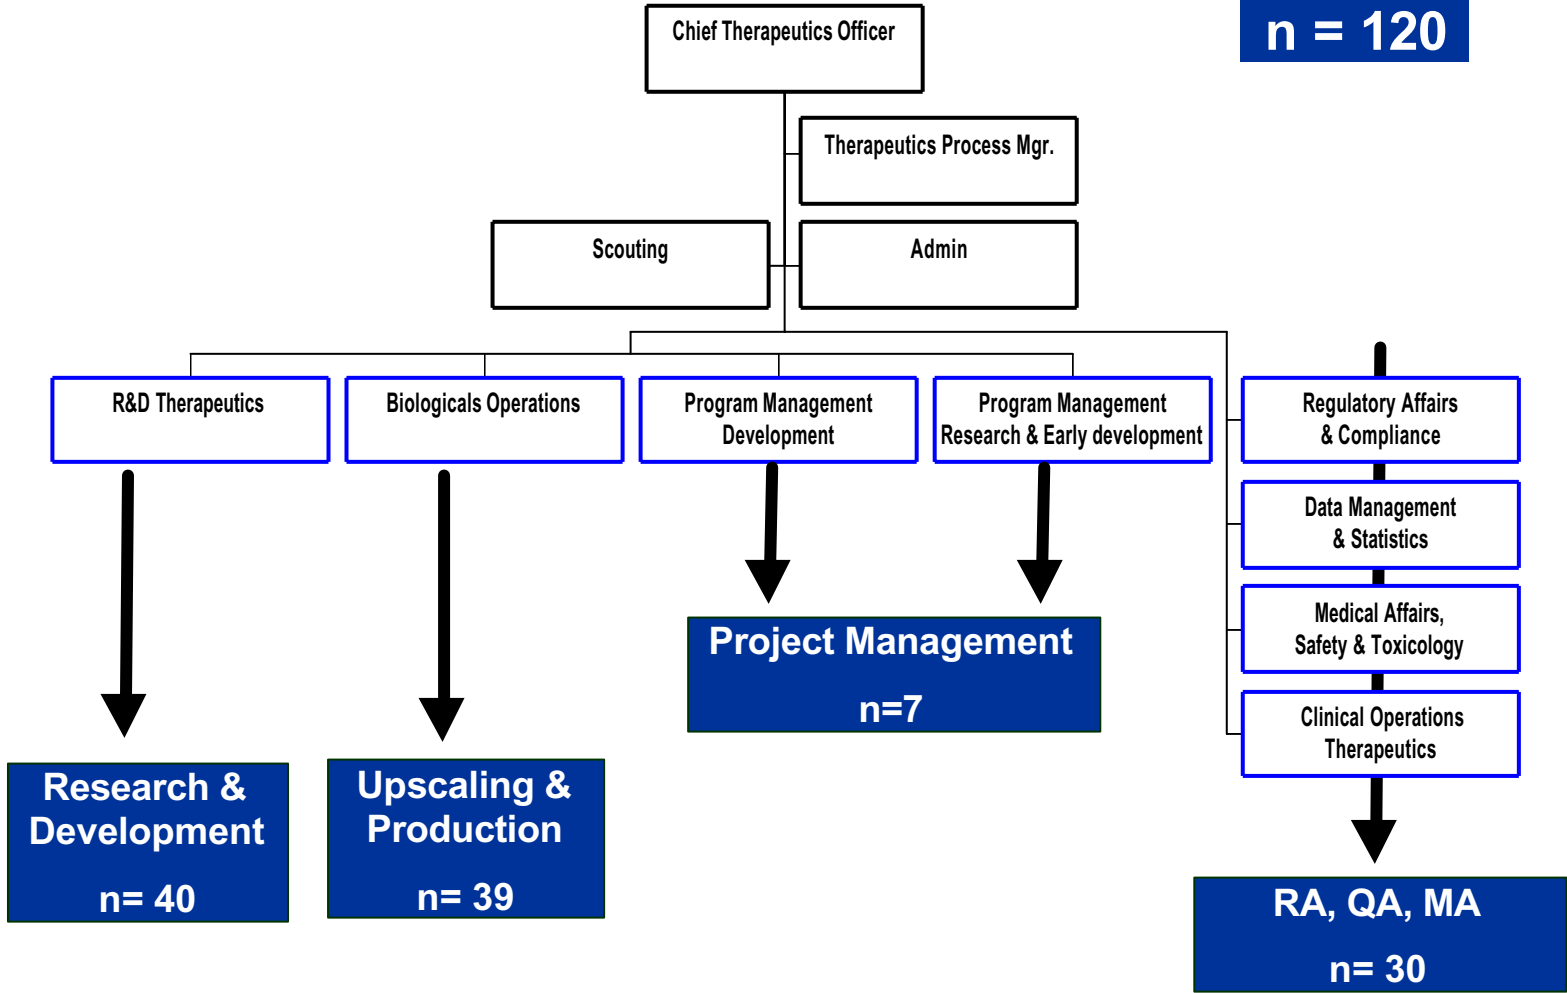 Chief Therapeutics Officer
n = 120
Therapeutics Process Mgr.
Scouting
Admin
R&D Therapeutics
Biologicals Operations
Program Management
Development
Program Management
Research & Early development
Regulatory Affairs
& Compliance
Data Management
& Statistics
Medical Affairs,
Safety & Toxicology
Clinical Operations
Therapeutics
Project Management
n=7
Research &
Development
n= 40
Upscaling &
Production
n= 39
RA, QA, MA
n= 30